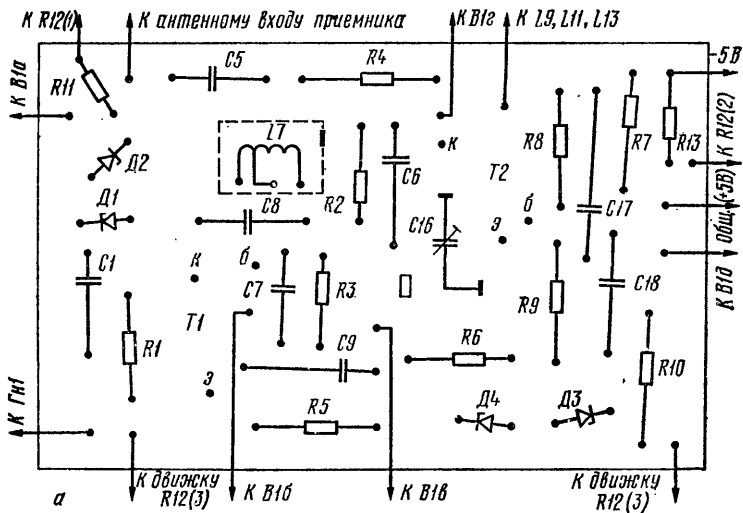 К R12(1)
К антенному входу приемника
К В1г
К L9, L11, L13
-5В
К В1а
R11
C5
R4
R8
R7
R13
К R12(2)
Д2
L7
C6
к
Т2
R2
Д1
C8
C16
б
э
C17
Общ.(+5В)
C1
к
б
C7
R3
R9
C18
К В1д
Т1
R1
C9
R6
R10
э
R5
Д4
Д3
К Гн1
а
К движку
R12(3)
К В1б
К В1в
К движку
R12(3)